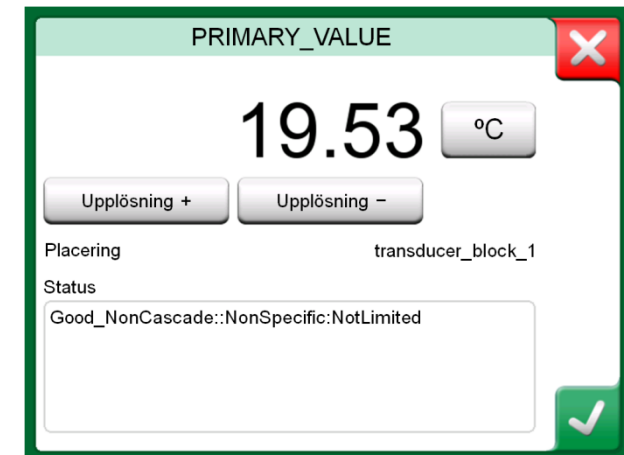 PRIMARY_VALUE
19.53 ºC
Upplösning + Upplösning −
Placering transducer_block_1
Status
Good_NonCascade::NonSpecific:NotLimited